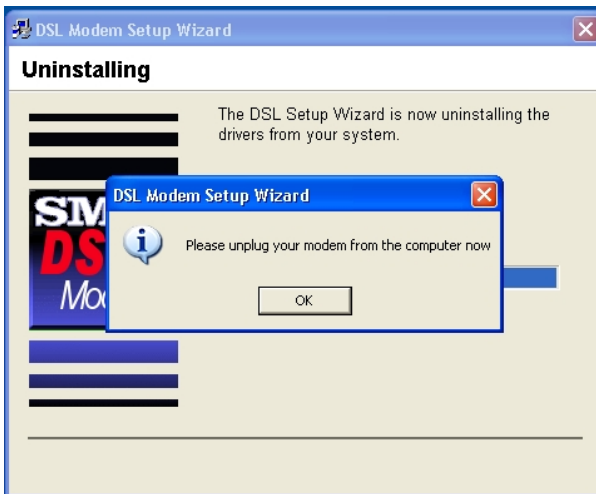 DSL Modem Setup Wizard
Uninstalling
The DSL Setup Wizard is now uninstalling the
drivers from your system.
DSL Modem Setup Wizard
Please unplug your modem from the computer now
OK